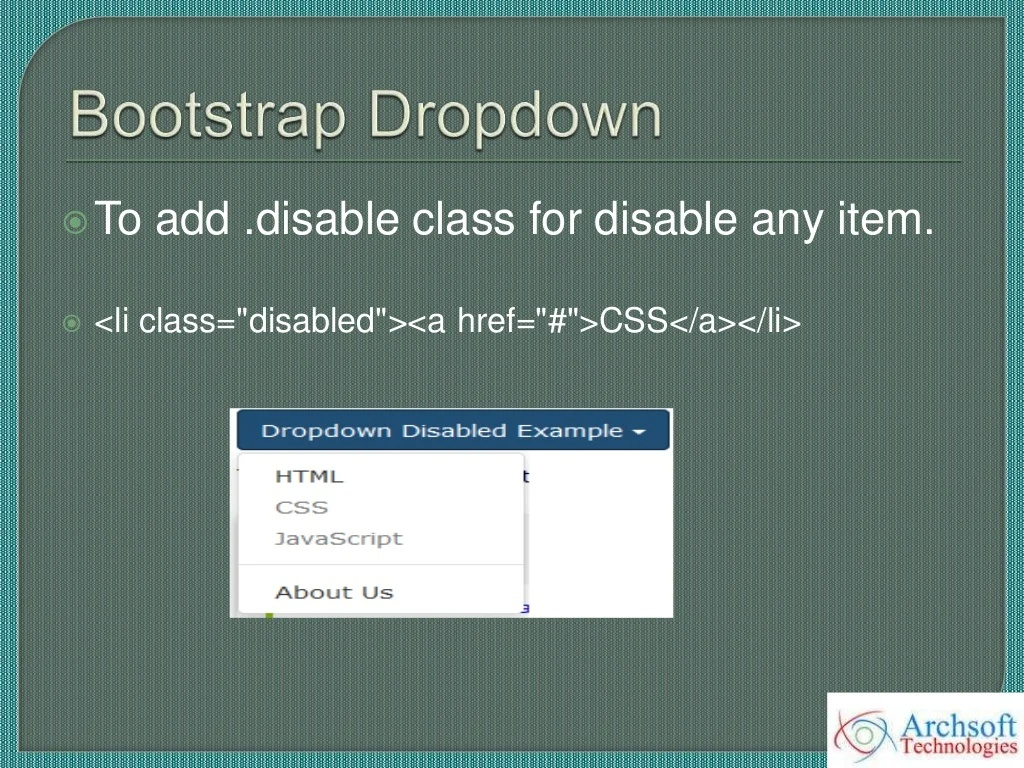 Bootstrap Dropdown
To add .disable class for disable any item.
<li class="disabled"><a href="#">CSS</a></li>
Dropdown Disabled Example
HTML
CSS
JavaScript
About Us
Archsoft
Technologies